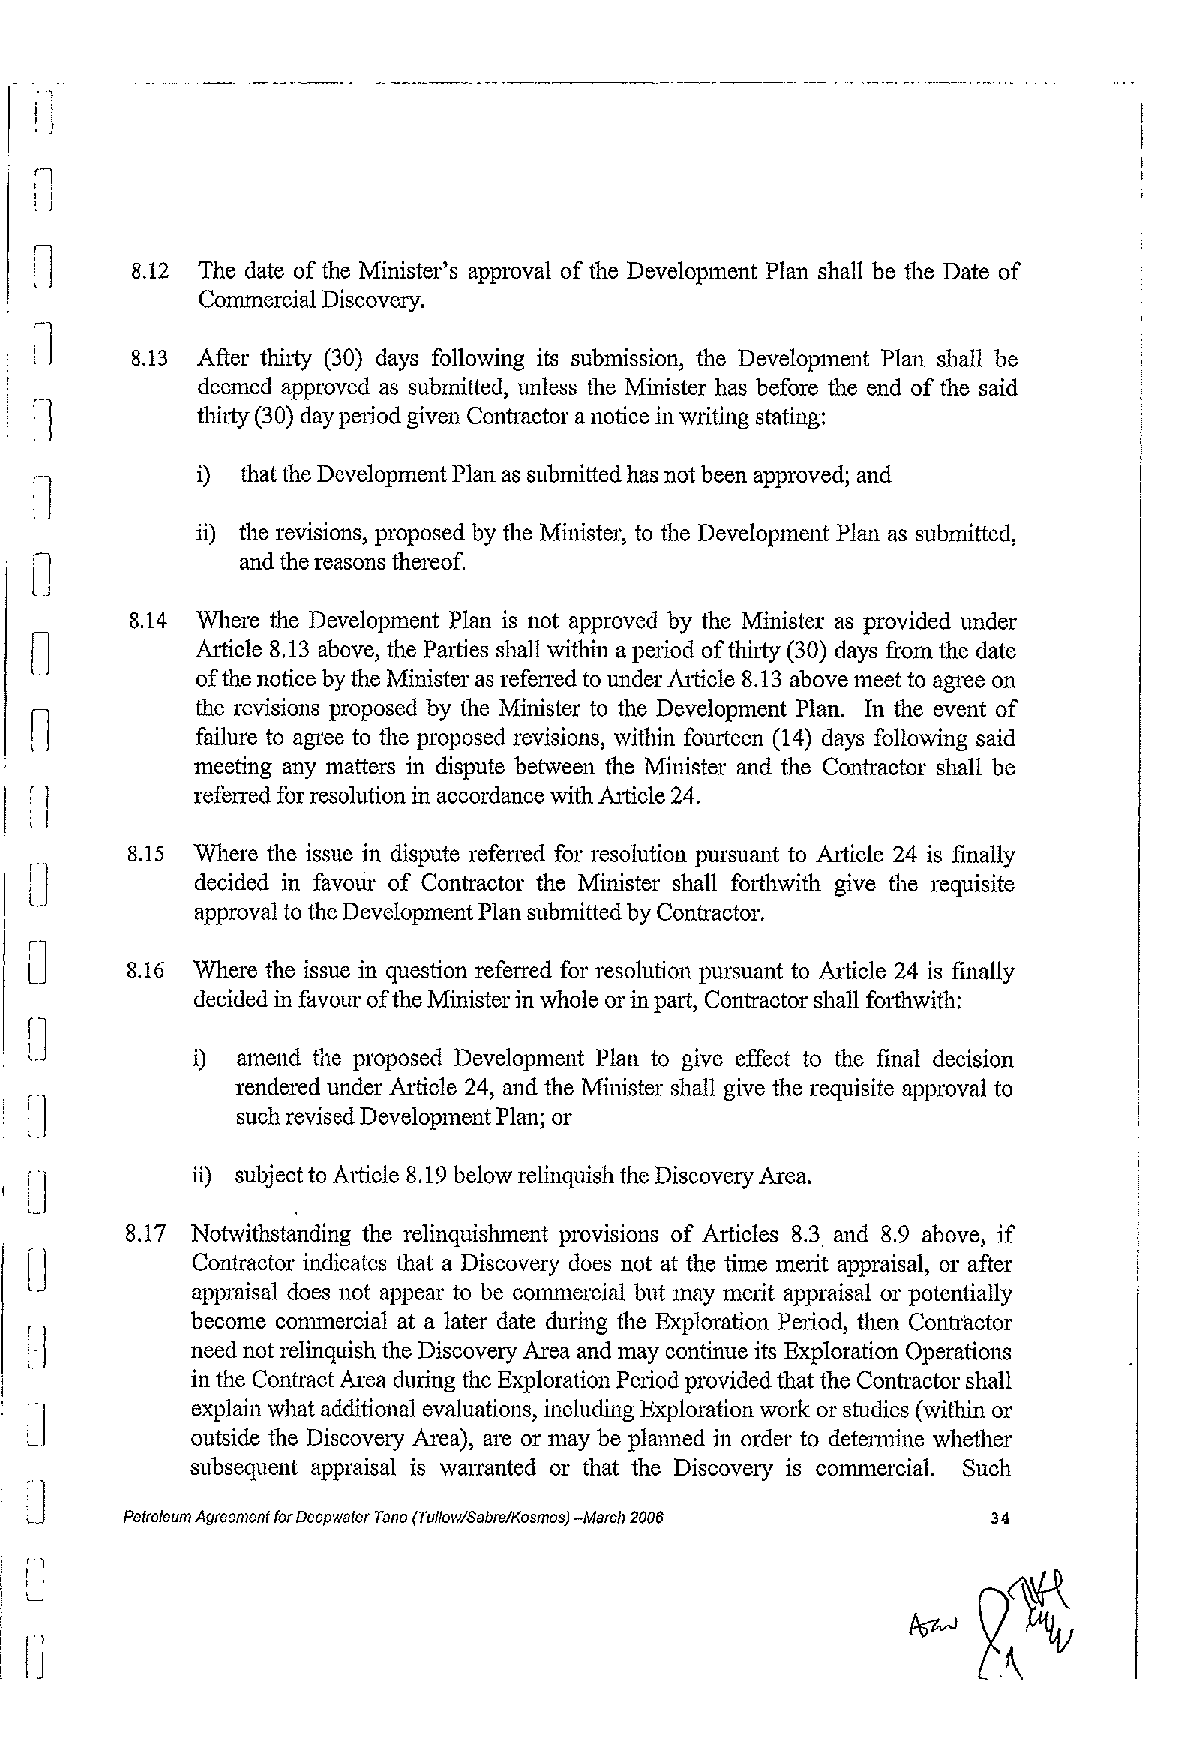 8.12 The date of the Minister's approval of the Development Plan shall be the Date of
Commercial Discovery.
8.13 After thirty (30) days following its submission, the Development Plan shall be
deemed approved as submitted, unless the Minister has before the end of the said
thirty (30) day period given Contractor a notice in writing stating:
i) that the Development Plan as submitted has not been approved; and
ii) the revisions, proposed by the Minister, to the Development Plan as submitted,
and the reasons thereof.
8.14 Where the Development Plan is not approved by the Minister as provided under
Article 8.13 above, the Parties shall within a period of thirty (30) days from the date
of the notice by the Minister as referred to under Article 8.13 above meet to agree on
the revisions proposed by the Minister to the Development Plan. In the event of
failure to agree to the proposed revisions, within fourteen (14) days following said
meeting any matters in dispute between the Minister and the Contractor shall be
referred for resolution in accordance with Article 24.
8.15 Where the issue in dispute referred for resolution pursuant to Article 24 is finally
decided in favour of Contractor the Minister shall forthwith give the requisite
approval to the Development Plan submitted by Contractor.
8.16 Where the issue in question referred for resolution pursuant to Article 24 is finally
decided in favour of the Minister in whole or in part, Contractor shall forthwith:
i) amend the proposed Development Plan to give effect to the final decision
rendered under Article 24, and the Minister shall give the requisite approval to
such revised Development Plan; or
ii) subject to Article 8.19 below relinquish the Discovery Area.
8.17 Notwithstanding the relinquishment provisions of Articles 8.3 and 8.9 above, if
Contractor indicates that a Discovery does not at the time merit appraisal, or after
appraisal does not appear to be commercial but may merit appraisal or potentially
become commercial at a later date during the Exploration Period, then Contractor
need not relinquish the Discovery Area and may continue its Exploration Operations
in the Contract Area during the Exploration Period provided that the Contractor shall
explain what additional evaluations, including Exploration work or studies (within or
outside the Discovery Area), are or may be planned in order to determine whether
subsequent appraisal is warranted or that the Discovery is commercial. Such
Petroleum Agreement for Deepwater Tano (Tullow/Sabre/Kosmos) –March 2006 34